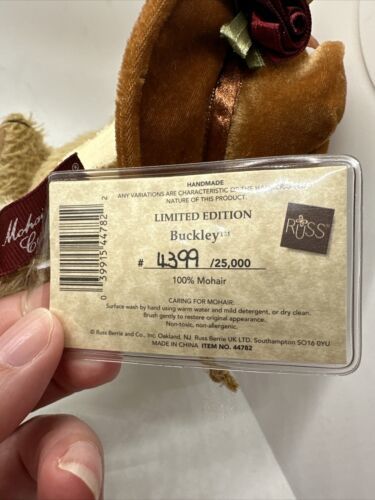 HANDMADE
ANY VARIATIONS ARE CHARACTERISTIC OF THE
NATURE OF THIS PRODUCT.
LIMITED EDITION
Buckley™
# 4399 /25,000
100% Mohair
RUSS®
CARING FOR MOHAIR:
Surface wash by hand using warm water and mild detergent, or dry clean.
Brush gently to restore original appearance.
Non-toxic, non-allergenic.
© Russ Berrie and Co., Inc. Oakland, NJ. Russ Berrie UK LTD. Southampton SO16 0YU
MADE IN CHINA ITEM NO. 44782
0 39915 44782 2
Mohair